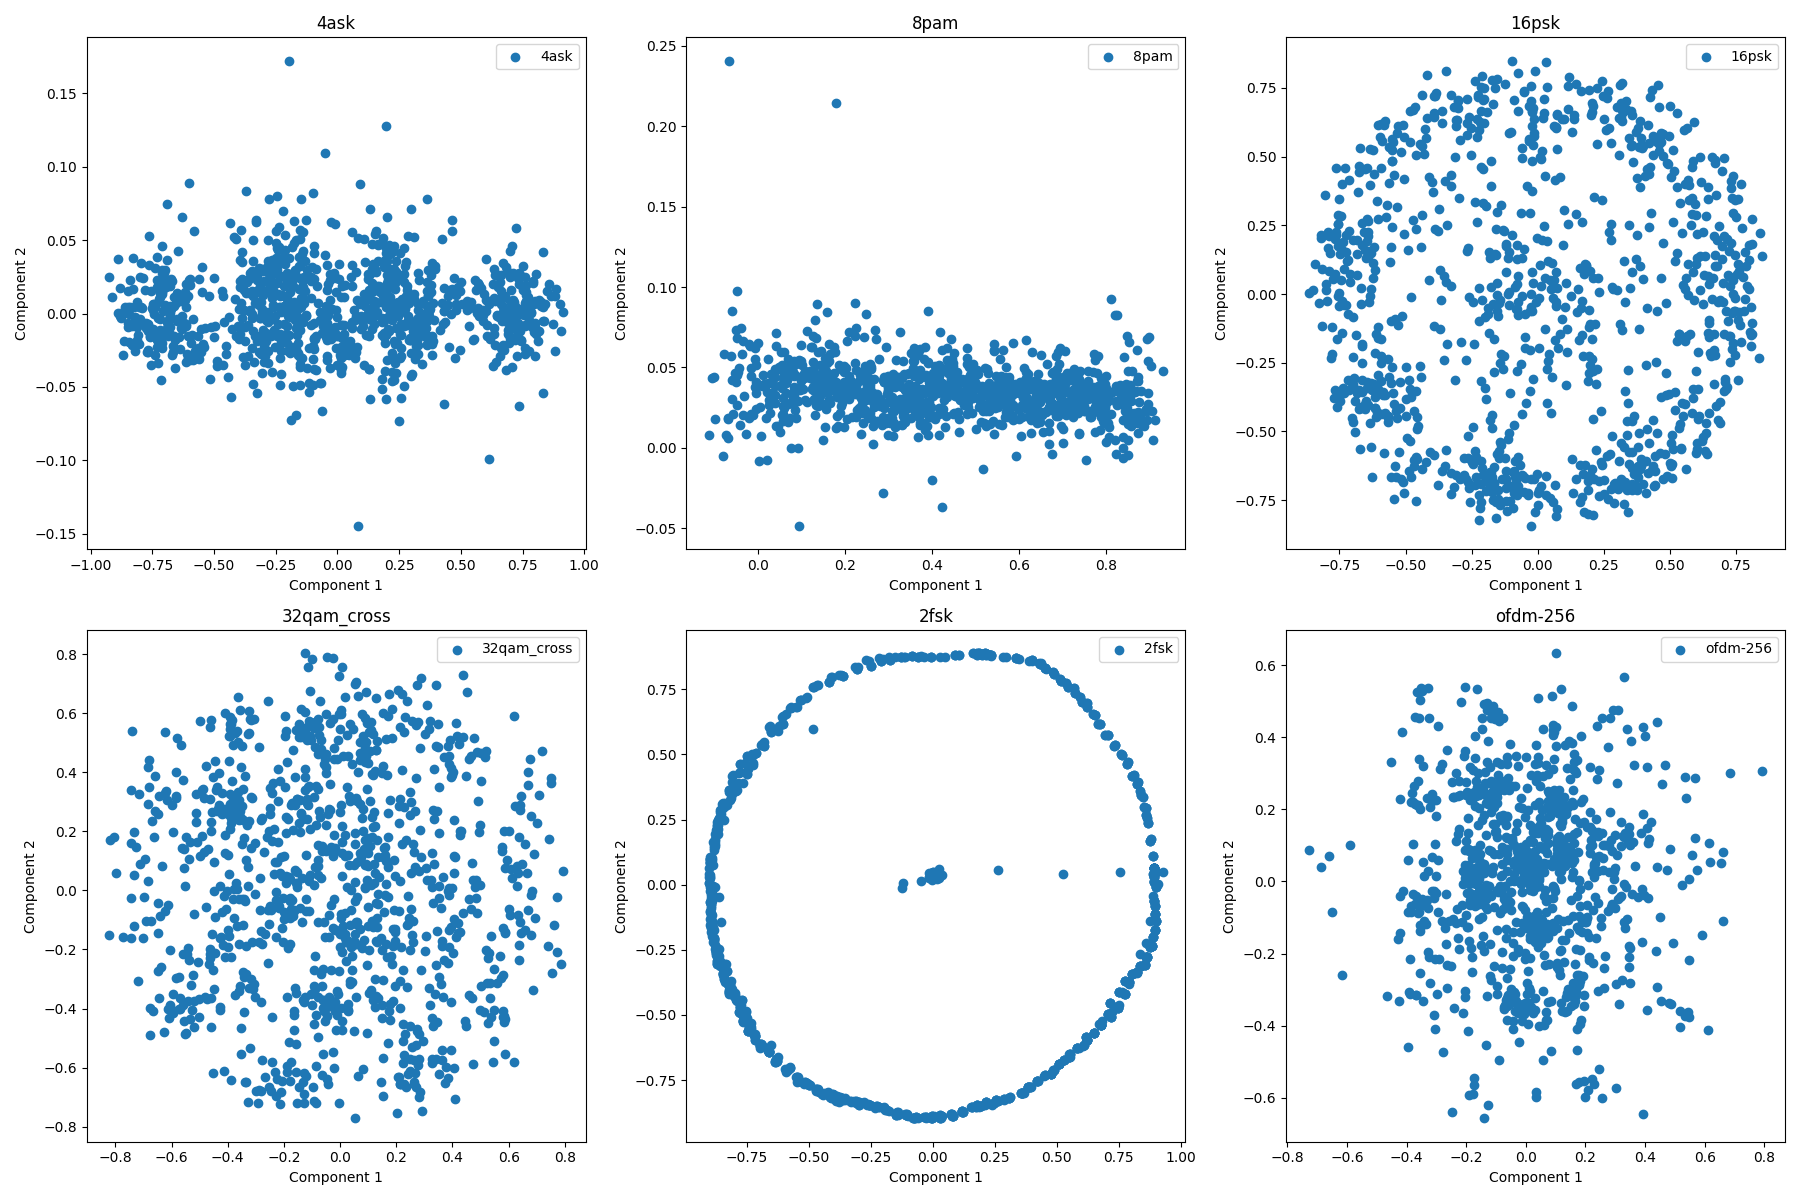 4ask
4ask
0.15
0.10
0.05
0.00
−0.05
−0.10
−0.15
Component 2
−1.00 −0.75 −0.50 −0.25 0.00 0.25 0.50 0.75 1.00
Component 1
8pam
8pam
0.25
0.20
0.15
0.10
0.05
0.00
−0.05
Component 2
0.0 0.2 0.4 0.6 0.8
Component 1
16psk
16psk
0.75
0.50
0.25
0.00
−0.25
−0.50
−0.75
Component 2
−0.75 −0.50 −0.25 0.00 0.25 0.50 0.75
Component 1
32qam_cross
32qam_cross
0.8
0.6
0.4
0.2
0.0
−0.2
−0.4
−0.6
−0.8
Component 2
−0.8 −0.6 −0.4 −0.2 0.0 0.2 0.4 0.6 0.8
Component 1
2fsk
2fsk
0.75
0.50
0.25
0.00
−0.25
−0.50
−0.75
Component 2
−0.75 −0.50 −0.25 0.00 0.25 0.50 0.75 1.00
Component 1
ofdm-256
ofdm-256
0.6
0.4
0.2
0.0
−0.2
−0.4
−0.6
Component 2
−0.8 −0.6 −0.4 −0.2 0.0 0.2 0.4 0.6 0.8
Component 1